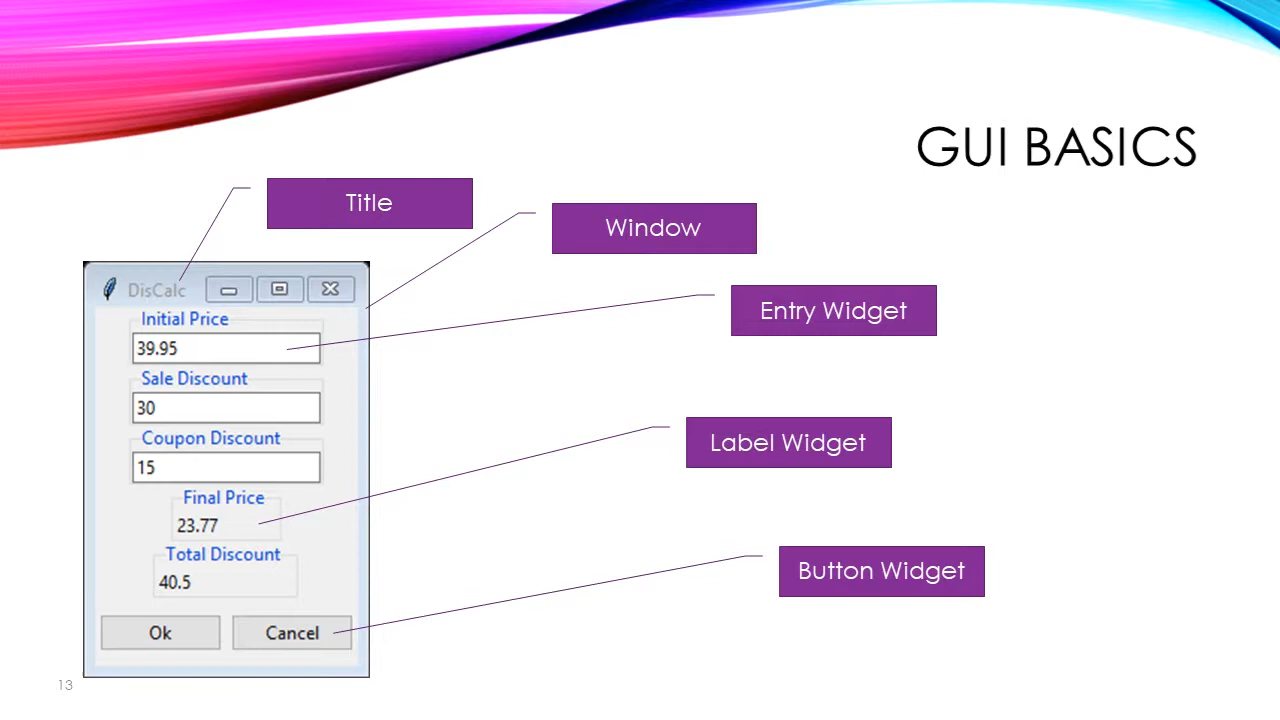 GUI BASICS
Title
Window
DisCalc
Entry Widget
Initial Price
39.95
Sale Discount
30
Coupon Discount
15
Label Widget
Final Price
23.77
Total Discount
40.5
Button Widget
Ok
Cancel
13